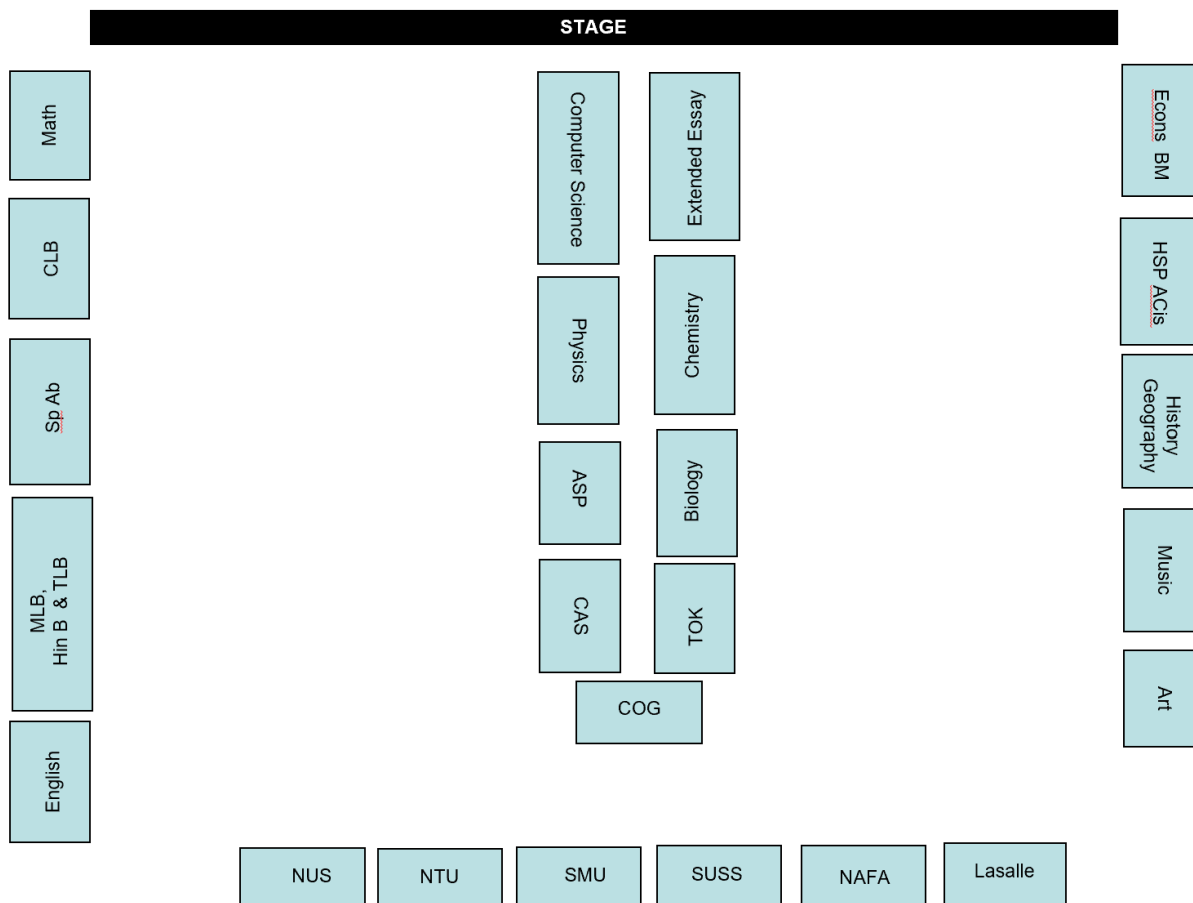 STAGE
Math
CLB
Sp Ab
MLB,
Hin B & TLB
English
Computer Science
Physics
ASP
CAS
Extended Essay
Chemistry
Biology
TOK
COG
Econs BM
HSP ACis
History
Geography
Music
Art
NUS
NTU
SMU
SUSS
NAFA
Lasalle